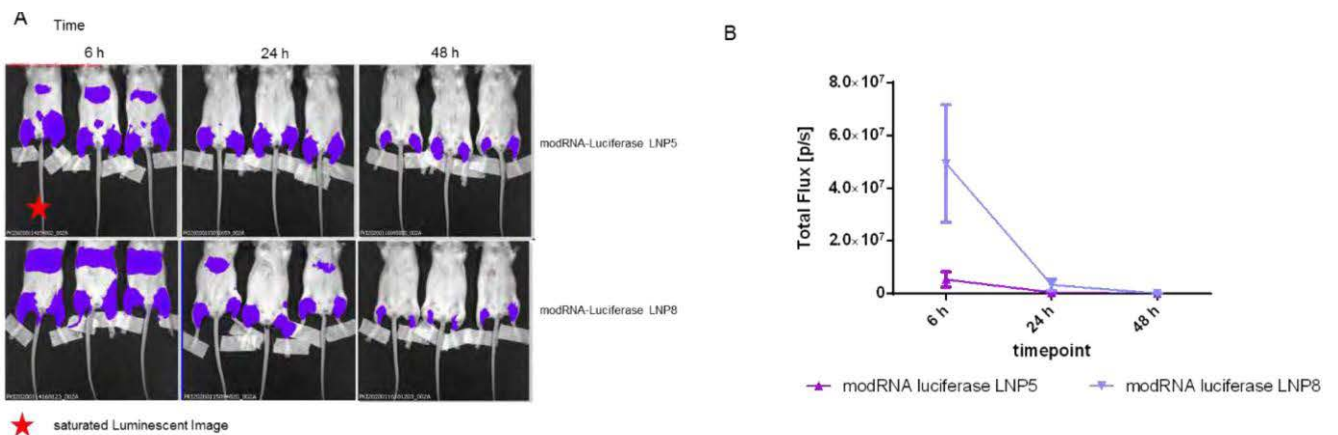 A
Time
6 h
24 h
48 h
modRNA-Luciferase LNP5
modRNA-Luciferase LNP8
saturated Luminescent Image
B
Total Flux [p/s]
8.0×10⁷
6.0×10⁷
4.0×10⁷
2.0×10⁷
0
6 h
24 h
48 h
timepoint
modRNA luciferase LNP5
modRNA luciferase LNP8